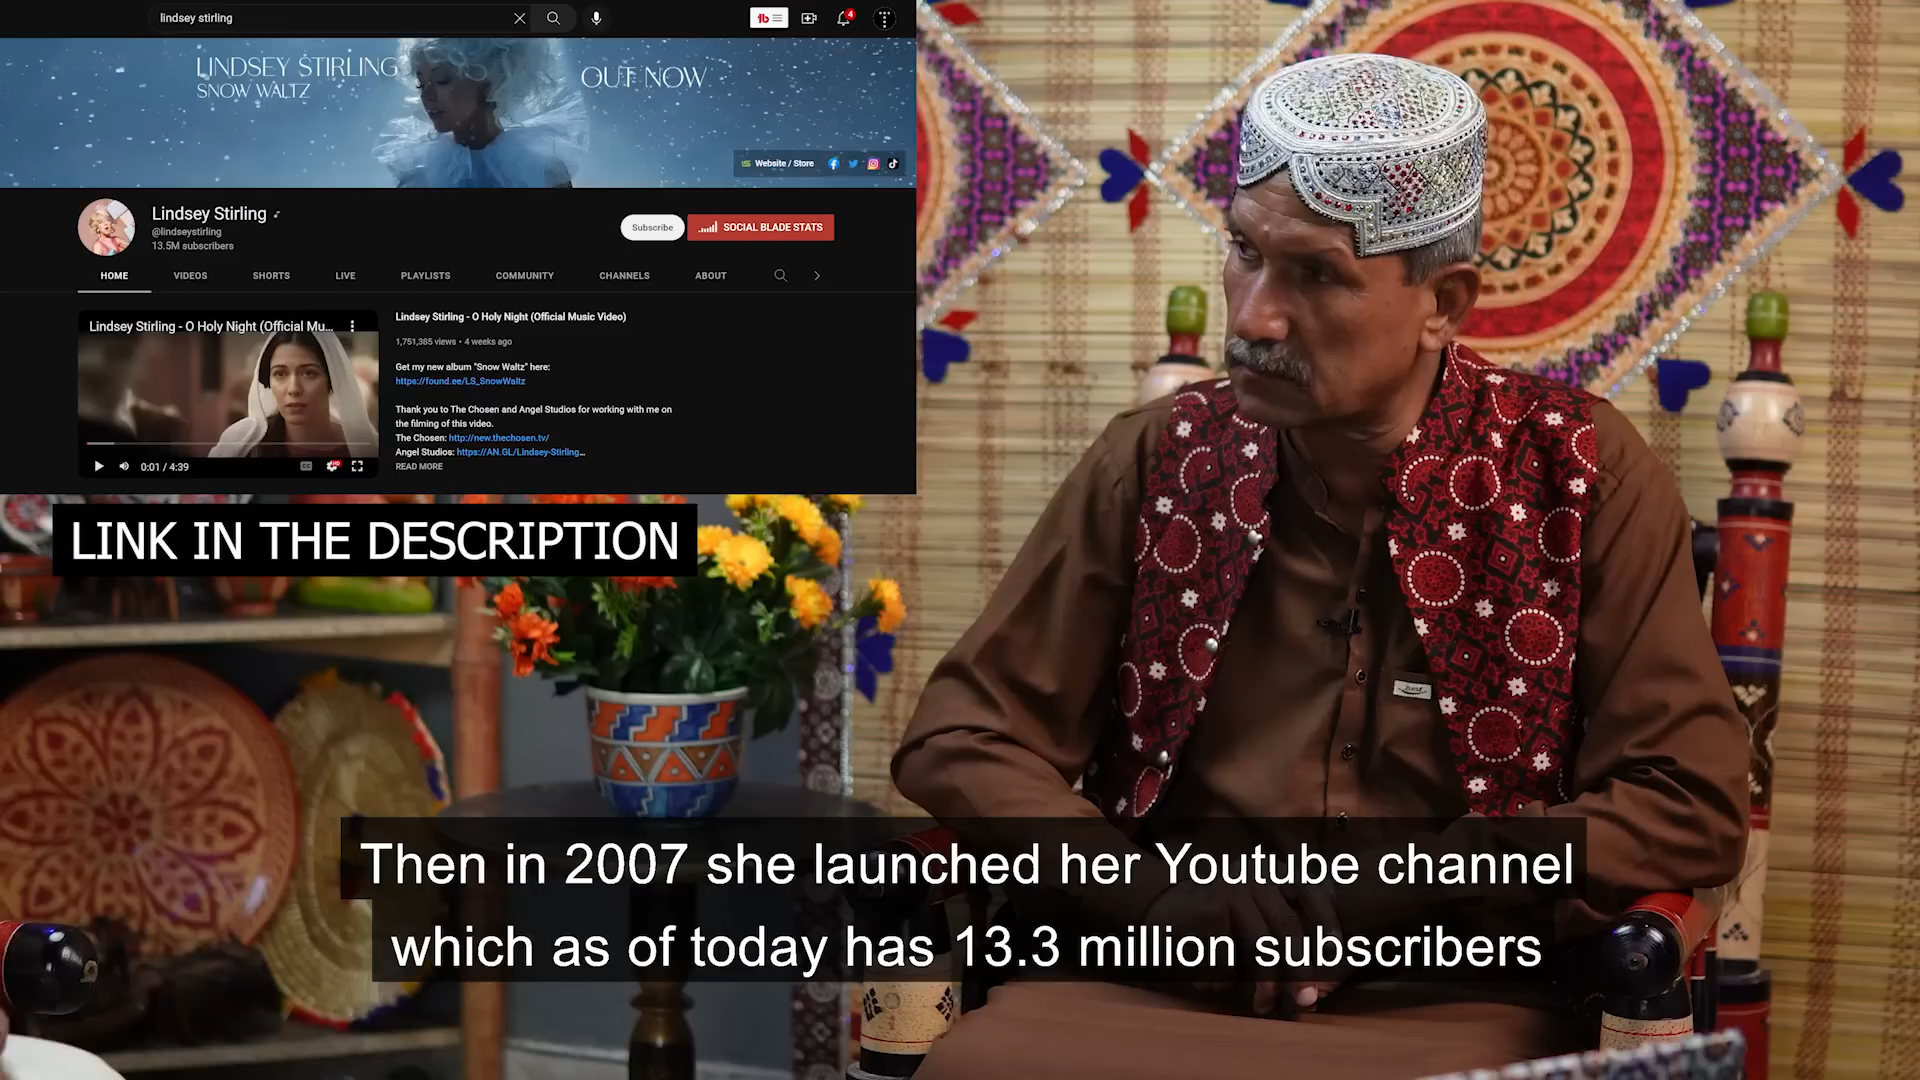 lindsey stirling
4
LINDSEY STIRLING
SNOW WALTZ
OUT NOW
Website / Store
Lindsey Stirling
@lindseystirling
13.5M subscribers
Subscribe
SOCIAL BLADE STATS
HOME
VIDEOS
SHORTS
LIVE
PLAYLISTS
COMMUNITY
CHANNELS
ABOUT
Lindsey Stirling - O Holy Night (Official Mu...
0:01 / 4:39
CC
HD
Lindsey Stirling - O Holy Night (Official Music Video)
1,751,385 views • 4 weeks ago
Get my new album "Snow Waltz" here:
https://found.ee/LS_SnowWaltz
Thank you to The Chosen and Angel Studios for working with me on
the filming of this video.
The Chosen: http://new.thechosen.tv/
Angel Studios: https://AN.GL/Lindsey-Stirling...
READ MORE
LINK IN THE DESCRIPTION
Then in 2007 she launched her Youtube channel
which as of today has 13.3 million subscribers